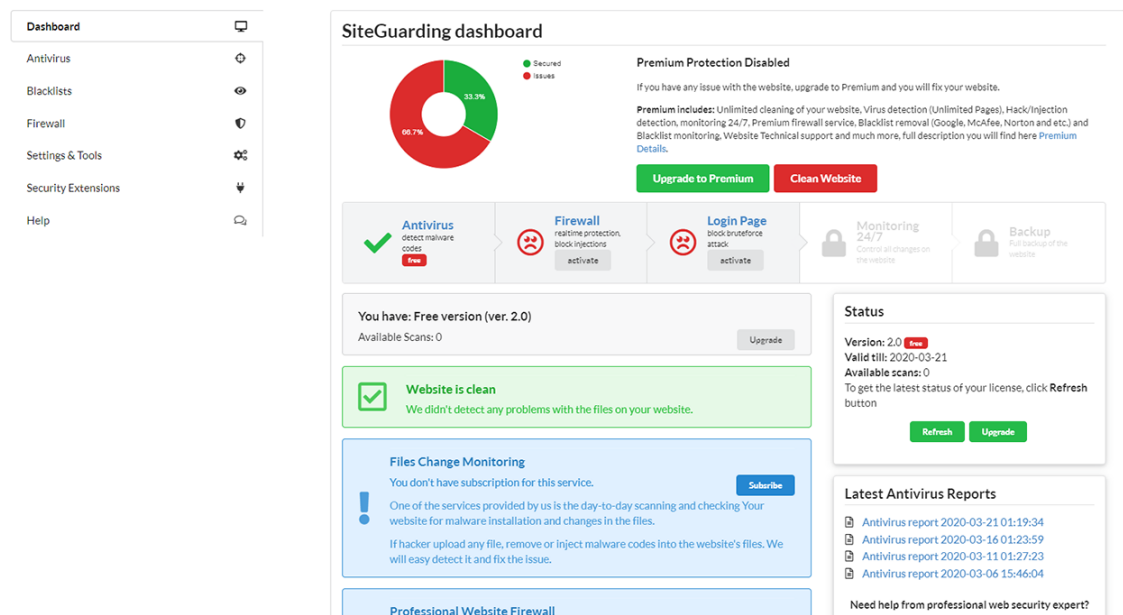 Dashboard
Antivirus
Blacklists
Firewall
Settings & Tools
Security Extensions
Help
SiteGuarding dashboard
33.3%
66.7%
Secured
Issues
Premium Protection Disabled
If you have any issue with the website, upgrade to Premium and you will fix your website.
Premium includes: Unlimited cleaning of your website, Virus detection (Unlimited Pages), Hack/Injection
detection, monitoring 24/7, Premium firewall service, Blacklist removal (Google, McAfee, Norton and etc.) and
Blacklist monitoring, Website Technical support and much more, full description you will find here Premium
Details.
Upgrade to Premium
Clean Website
Antivirus
detect malware
codes
free
Firewall
realtime protection,
block injections
activate
Login Page
block bruteforce
attack
activate
Monitoring
24/7
Control all changes on
the website
Backup
Full backup of the
website
You have: Free version (ver. 2.0)
Available Scans: 0
Upgrade
Website is clean
We didn't detect any problems with the files on your website.
Files Change Monitoring
You don't have subscription for this service.
Subsribe
One of the services provided by us is the day-to-day scanning and checking Your
website for malware installation and changes in the files.
If hacker upload any file, remove or inject malware codes into the website's files. We
will easy detect it and fix the issue.
Professional Website Firewall
Status
Version: 2.0 free
Valid till: 2020-03-21
Available scans: 0
To get the latest status of your license, click Refresh
button
Refresh
Upgrade
Latest Antivirus Reports
Antivirus report 2020-03-21 01:19:34
Antivirus report 2020-03-16 01:23:59
Antivirus report 2020-03-11 01:27:23
Antivirus report 2020-03-06 15:46:04
Need help from professional web security expert?